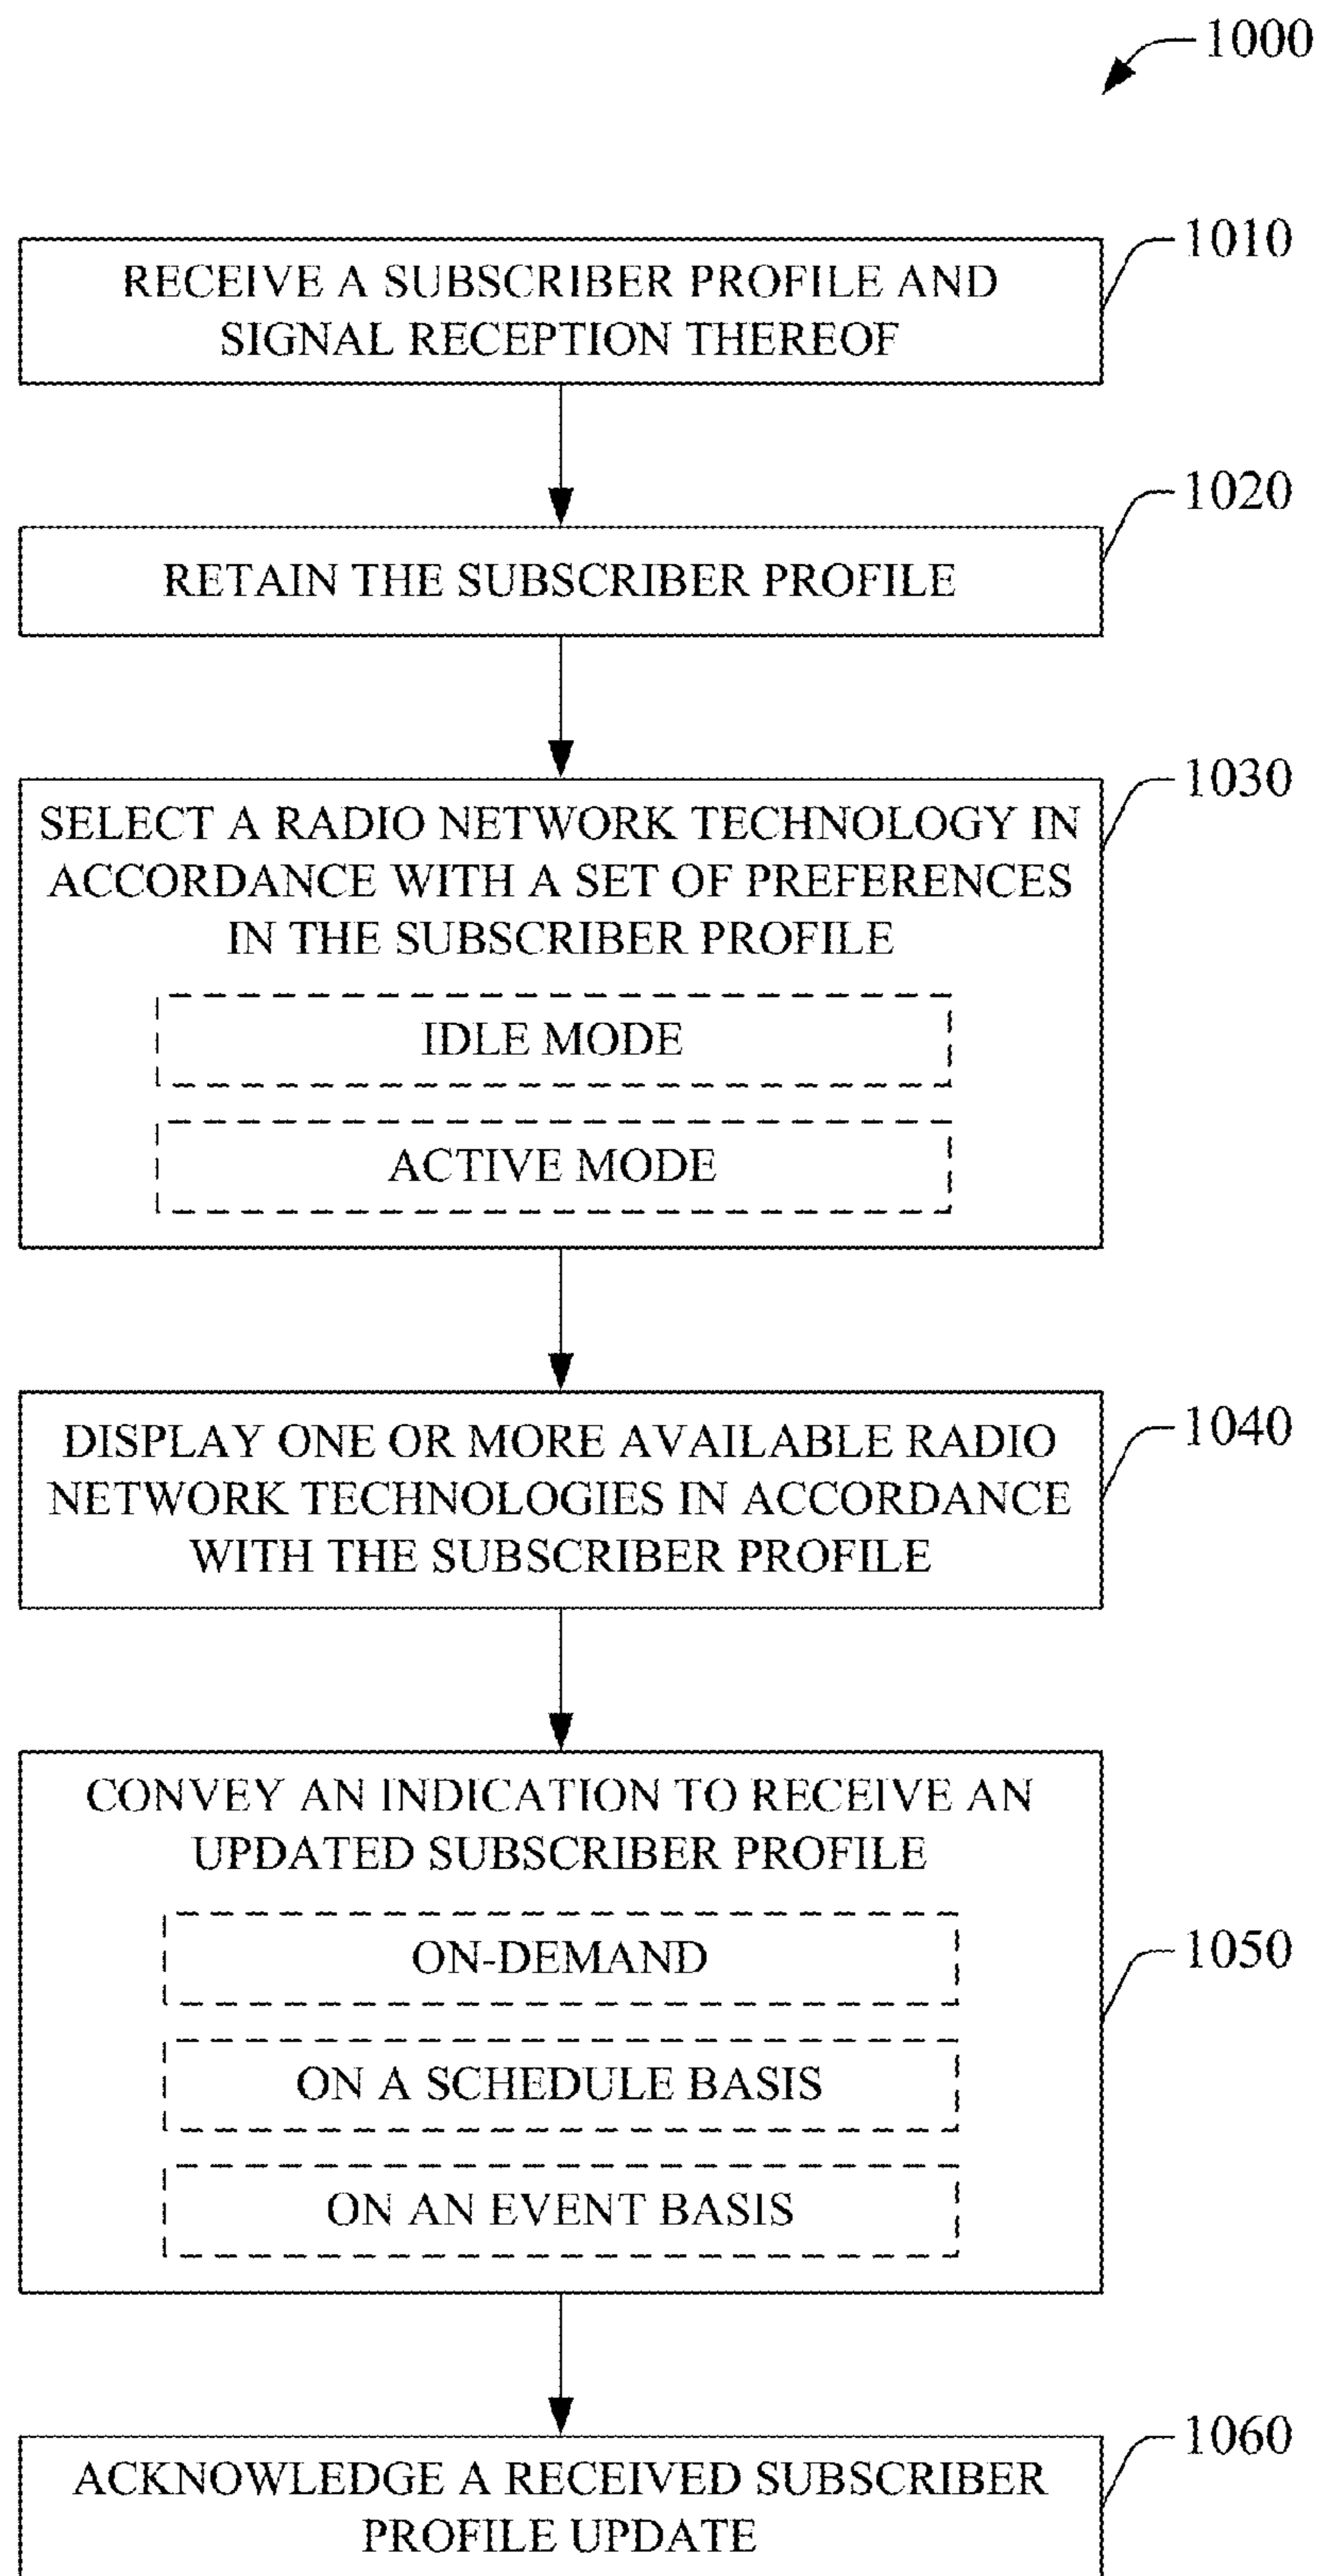 1000
1010
RECEIVE A SUBSCRIBER PROFILE AND
SIGNAL RECEPTION THEREOF
1020
RETAIN THE SUBSCRIBER PROFILE
1030
SELECT A RADIO NETWORK TECHNOLOGY IN
ACCORDANCE WITH A SET OF PREFERENCES
IN THE SUBSCRIBER PROFILE
IDLE MODE
ACTIVE MODE
1040
DISPLAY ONE OR MORE AVAILABLE RADIO
NETWORK TECHNOLOGIES IN ACCORDANCE
WITH THE SUBSCRIBER PROFILE
CONVEY AN INDICATION TO RECEIVE AN
UPDATED SUBSCRIBER PROFILE
1050
ON-DEMAND
ON A SCHEDULE BASIS
ON AN EVENT BASIS
1060
ACKNOWLEDGE A RECEIVED SUBSCRIBER
PROFILE UPDATE